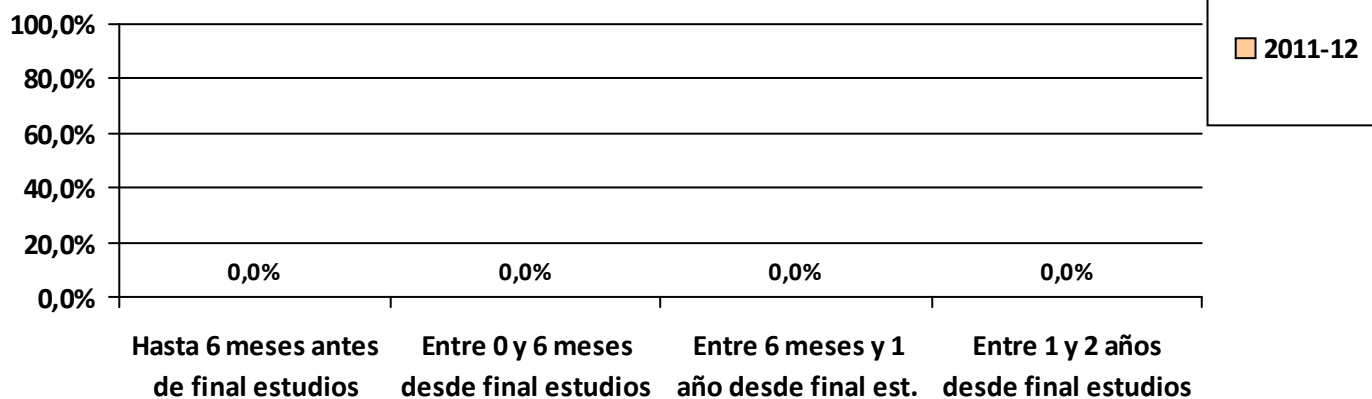 100,0%
80,0%
60,0%
40,0%
20,0%
0,0%
0,0%
0,0%
0,0%
0,0%
Hasta 6 meses antes
de final estudios
Entre 0 y 6 meses
desde final estudios
Entre 6 meses y 1
año desde final est.
Entre 1 y 2 años
desde final estudios
2011-12